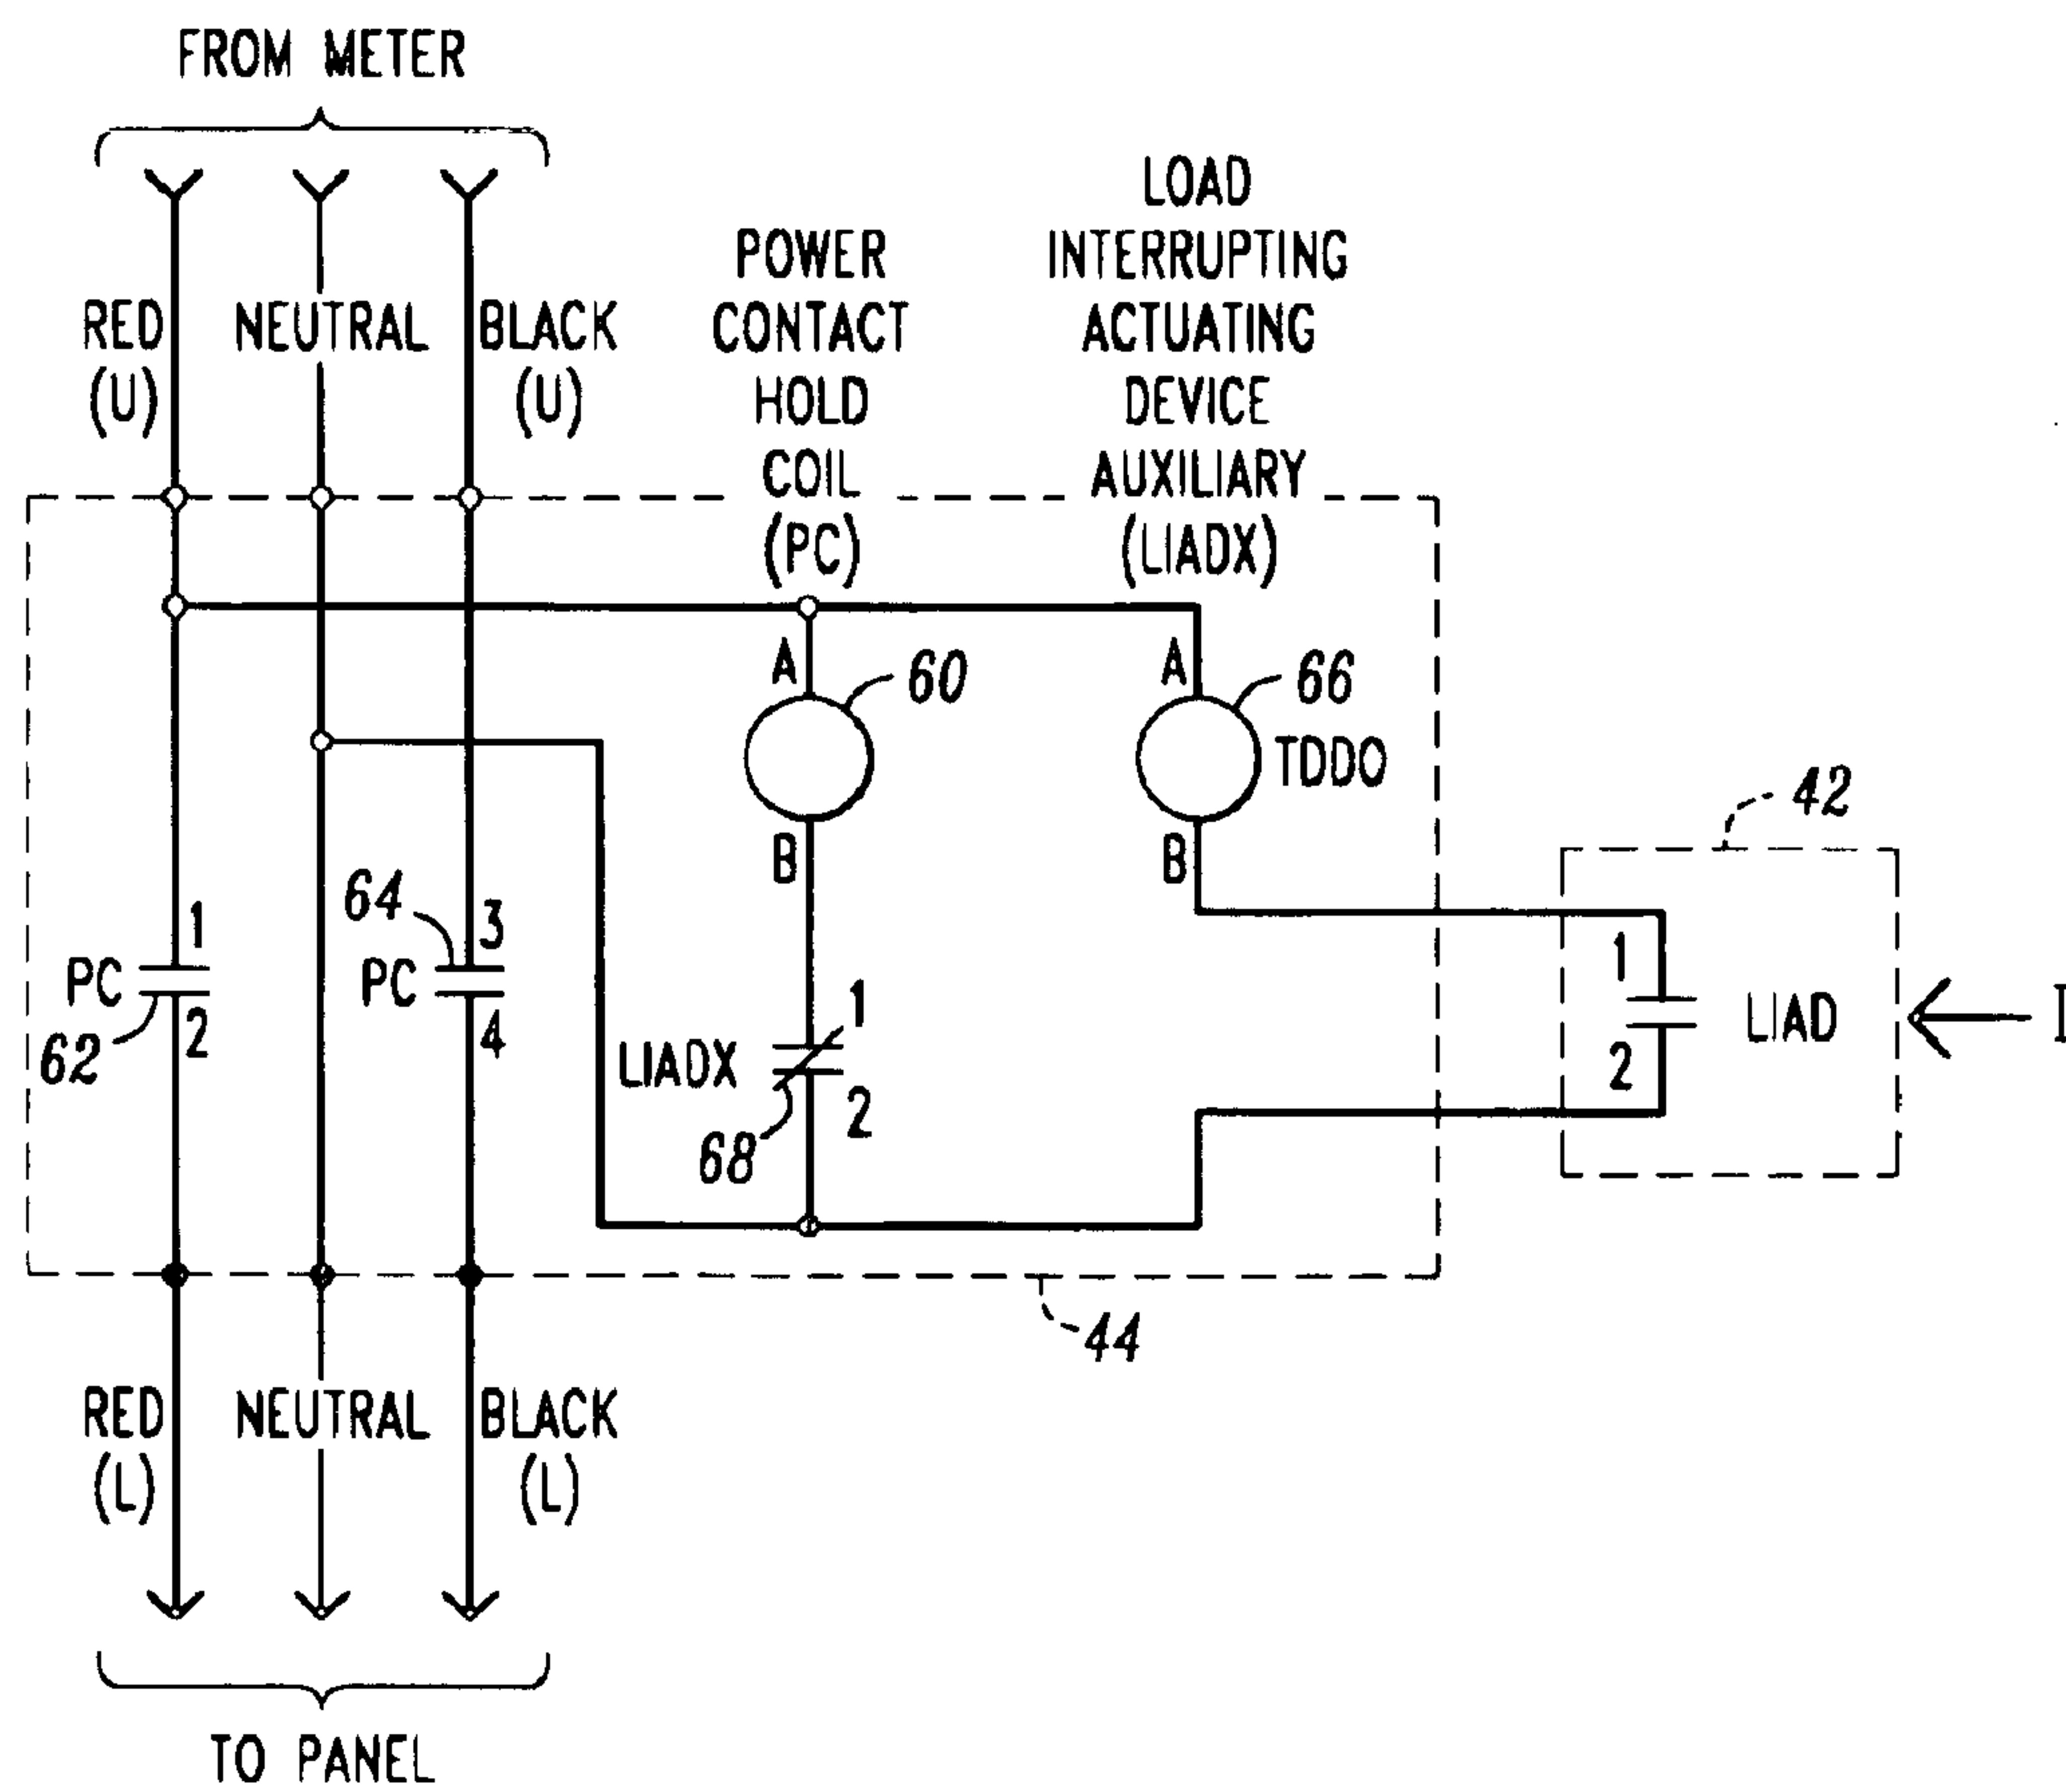 FROM METER
LOAD
INTERRUPTING
ACTUATING
DEVICE
AUXILIARY
(LIADX)
POWER
CONTACT
HOLD
COIL
(PC)
RED
(U)
NEUTRAL
BLACK
(U)
A
60
A
66
TDDO
B
B
42
64
1
3
PC
PC
2
4
62
1
LIADX
2
68
1
LIAD
2
I
44
RED
(L)
NEUTRAL
BLACK
(L)
TO PANEL